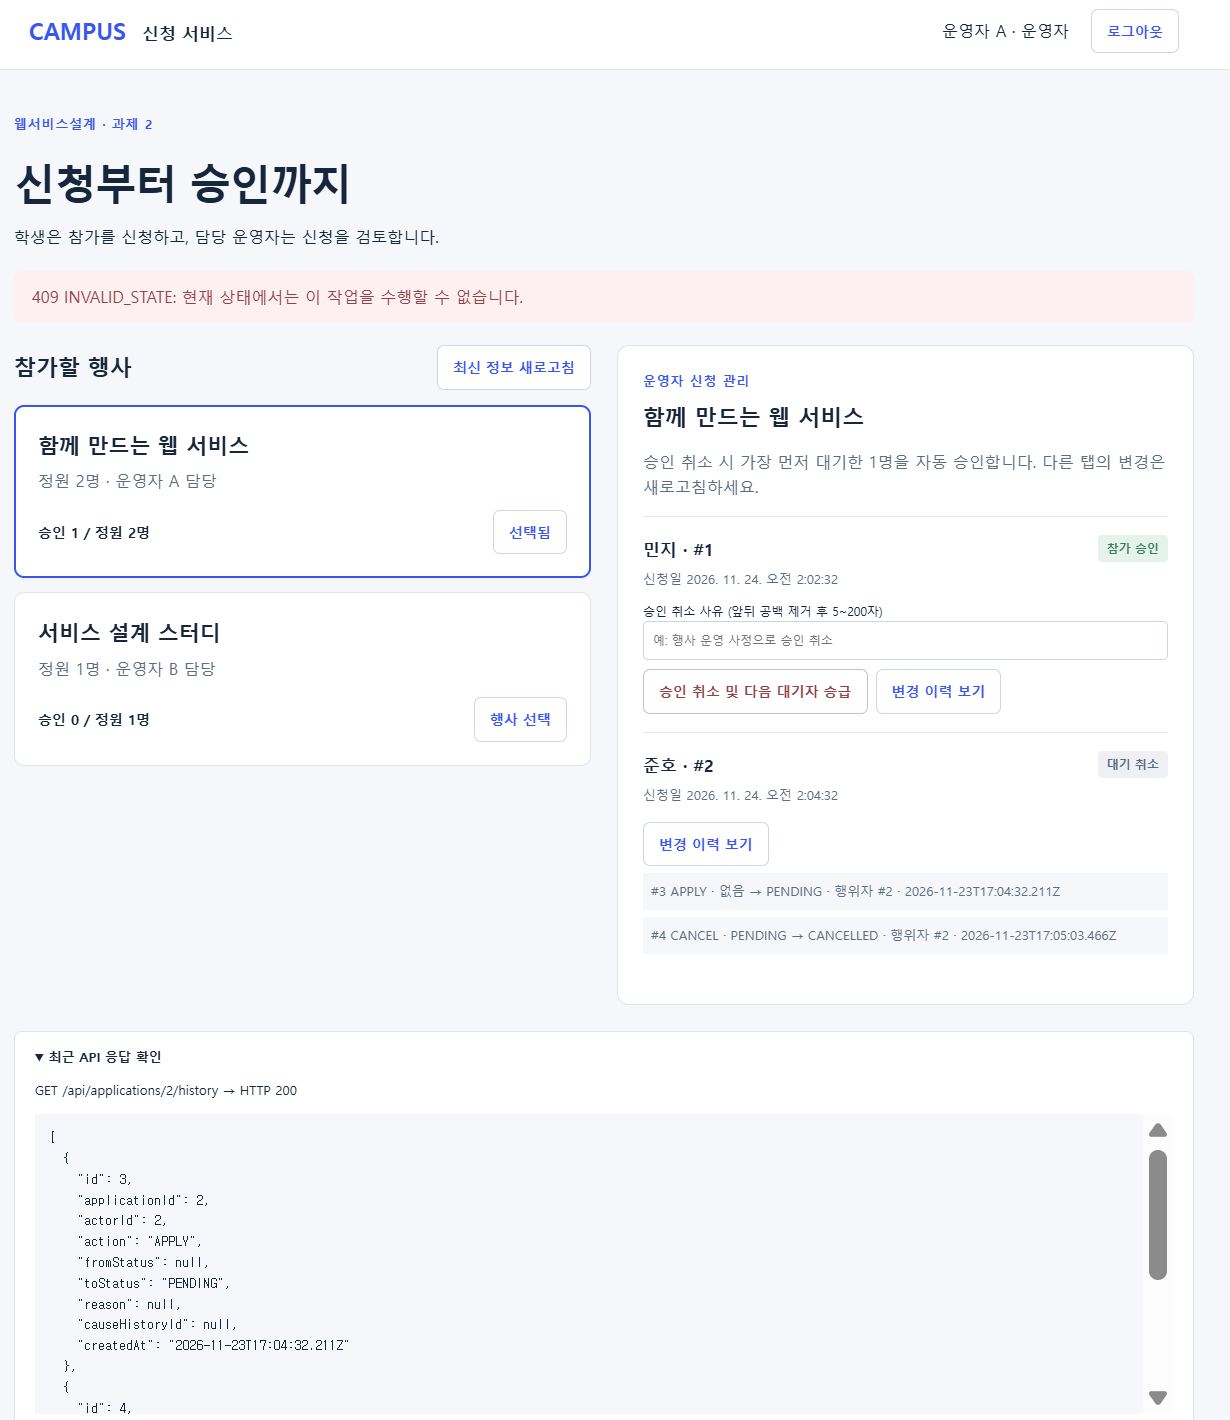 CAMPUS 신청 서비스
운영자 A · 운영자
로그아웃
웹서비스설계 · 과제 2
신청부터 승인까지
학생은 참가를 신청하고, 담당 운영자는 신청을 검토합니다.
409 INVALID_STATE: 현재 상태에서는 이 작업을 수행할 수 없습니다.
참가할 행사
최신 정보 새로고침
함께 만드는 웹 서비스
정원 2명 · 운영자 A 담당
승인 1 / 정원 2명
선택됨
서비스 설계 스터디
정원 1명 · 운영자 B 담당
승인 0 / 정원 1명
행사 선택
운영자 신청 관리
함께 만드는 웹 서비스
승인 취소 시 가장 먼저 대기한 1명을 자동 승인합니다. 다른 탭의 변경은
새로고침하세요.
민지 · #1
참가 승인
신청일 2026. 11. 24. 오전 2:02:32
승인 취소 사유 (앞뒤 공백 제거 후 5~200자)
예: 행사 운영 사정으로 승인 취소
승인 취소 및 다음 대기자 승급
변경 이력 보기
준호 · #2
대기 취소
신청일 2026. 11. 24. 오전 2:04:32
변경 이력 보기
#3 APPLY · 없음 → PENDING · 행위자 #2 · 2026-11-23T17:04:32.211Z
#4 CANCEL · PENDING → CANCELLED · 행위자 #2 · 2026-11-23T17:05:03.466Z
▼ 최근 API 응답 확인
GET /api/applications/2/history → HTTP 200
[
{
"id": 3,
"applicationId": 2,
"actorId": 2,
"action": "APPLY",
"fromStatus": null,
"toStatus": "PENDING",
"reason": null,
"causeHistoryId": null,
"createdAt": "2026-11-23T17:04:32.211Z"
},
{
"id": 4,